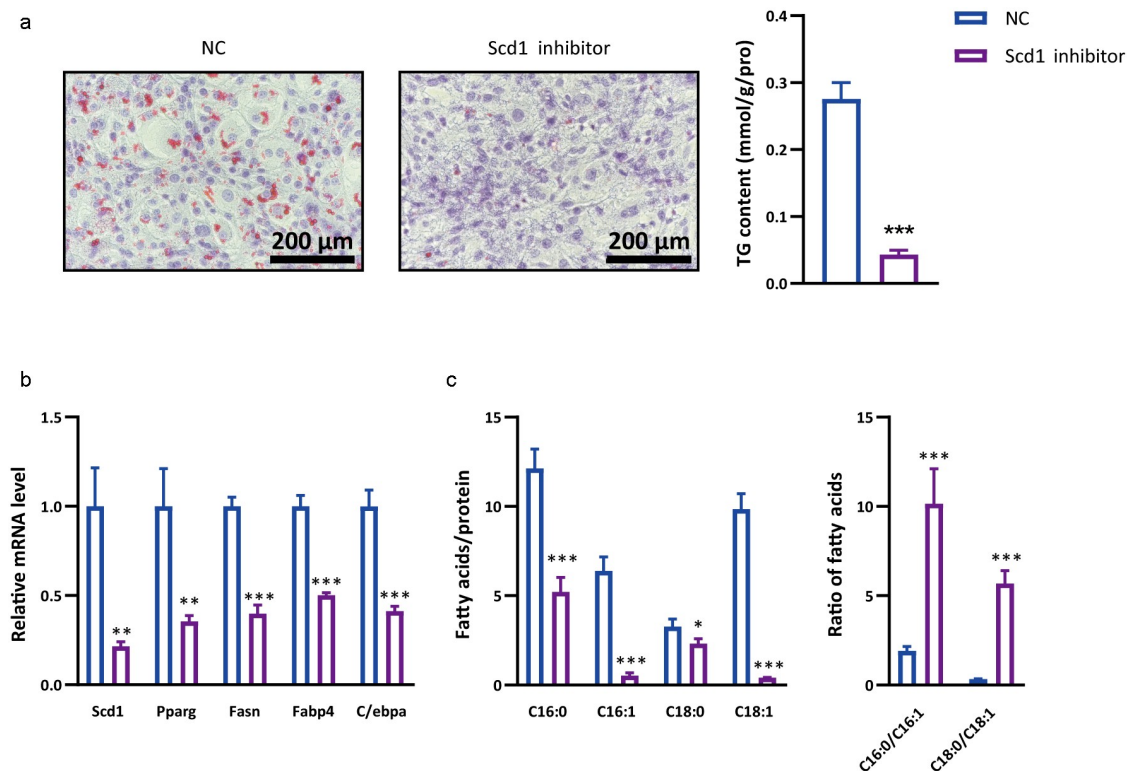 a
NC
Scd1 inhibitor
200 μm
200 μm
TG content (mmol/g/pro)
0.4
0.3
0.2
0.1
0.0
***
NC
Scd1 inhibitor
b
Relative mRNA level
1.5
1.0
0.5
0.0
** ** *** *** ***
Scd1 Pparg Fasn Fabp4 C/ebpa
c
Fatty acids/protein
15
10
5
0
*** *** * ***
C16:0 C16:1 C18:0 C18:1
Ratio of fatty acids
15
10
5
0
*** ***
C16:0/C16:1
C18:0/C18:1